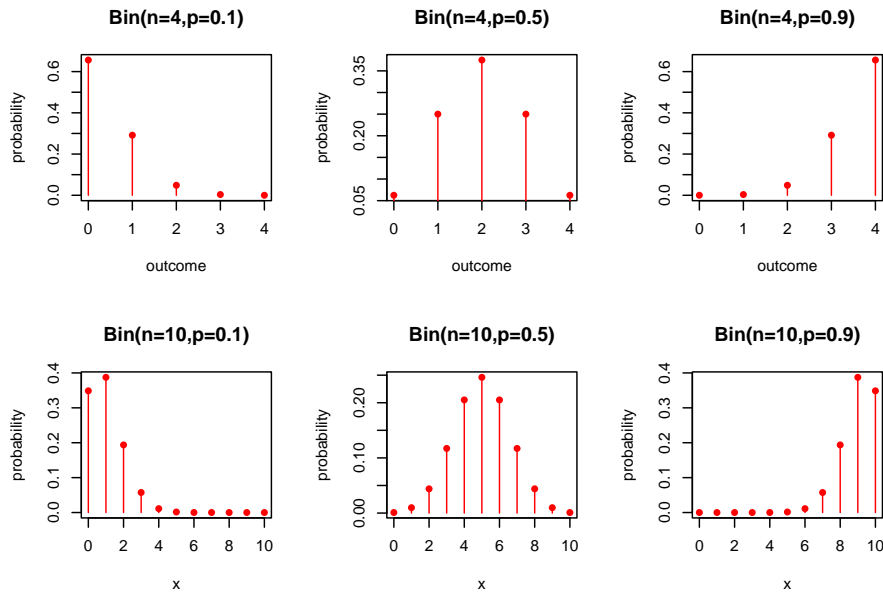 Bin(n=4,p=0.1)
probability
0.6
0.4
0.2
0.0
0 1 2 3 4
outcome
Bin(n=4,p=0.5)
probability
0.35
0.20
0.05
0 1 2 3 4
outcome
Bin(n=4,p=0.9)
probability
0.6
0.4
0.2
0.0
0 1 2 3 4
outcome
Bin(n=10,p=0.1)
probability
0.4
0.3
0.2
0.1
0.0
0 2 4 6 8 10
x
Bin(n=10,p=0.5)
probability
0.20
0.10
0.00
0 2 4 6 8 10
x
Bin(n=10,p=0.9)
probability
0.4
0.3
0.2
0.1
0.0
0 2 4 6 8 10
x